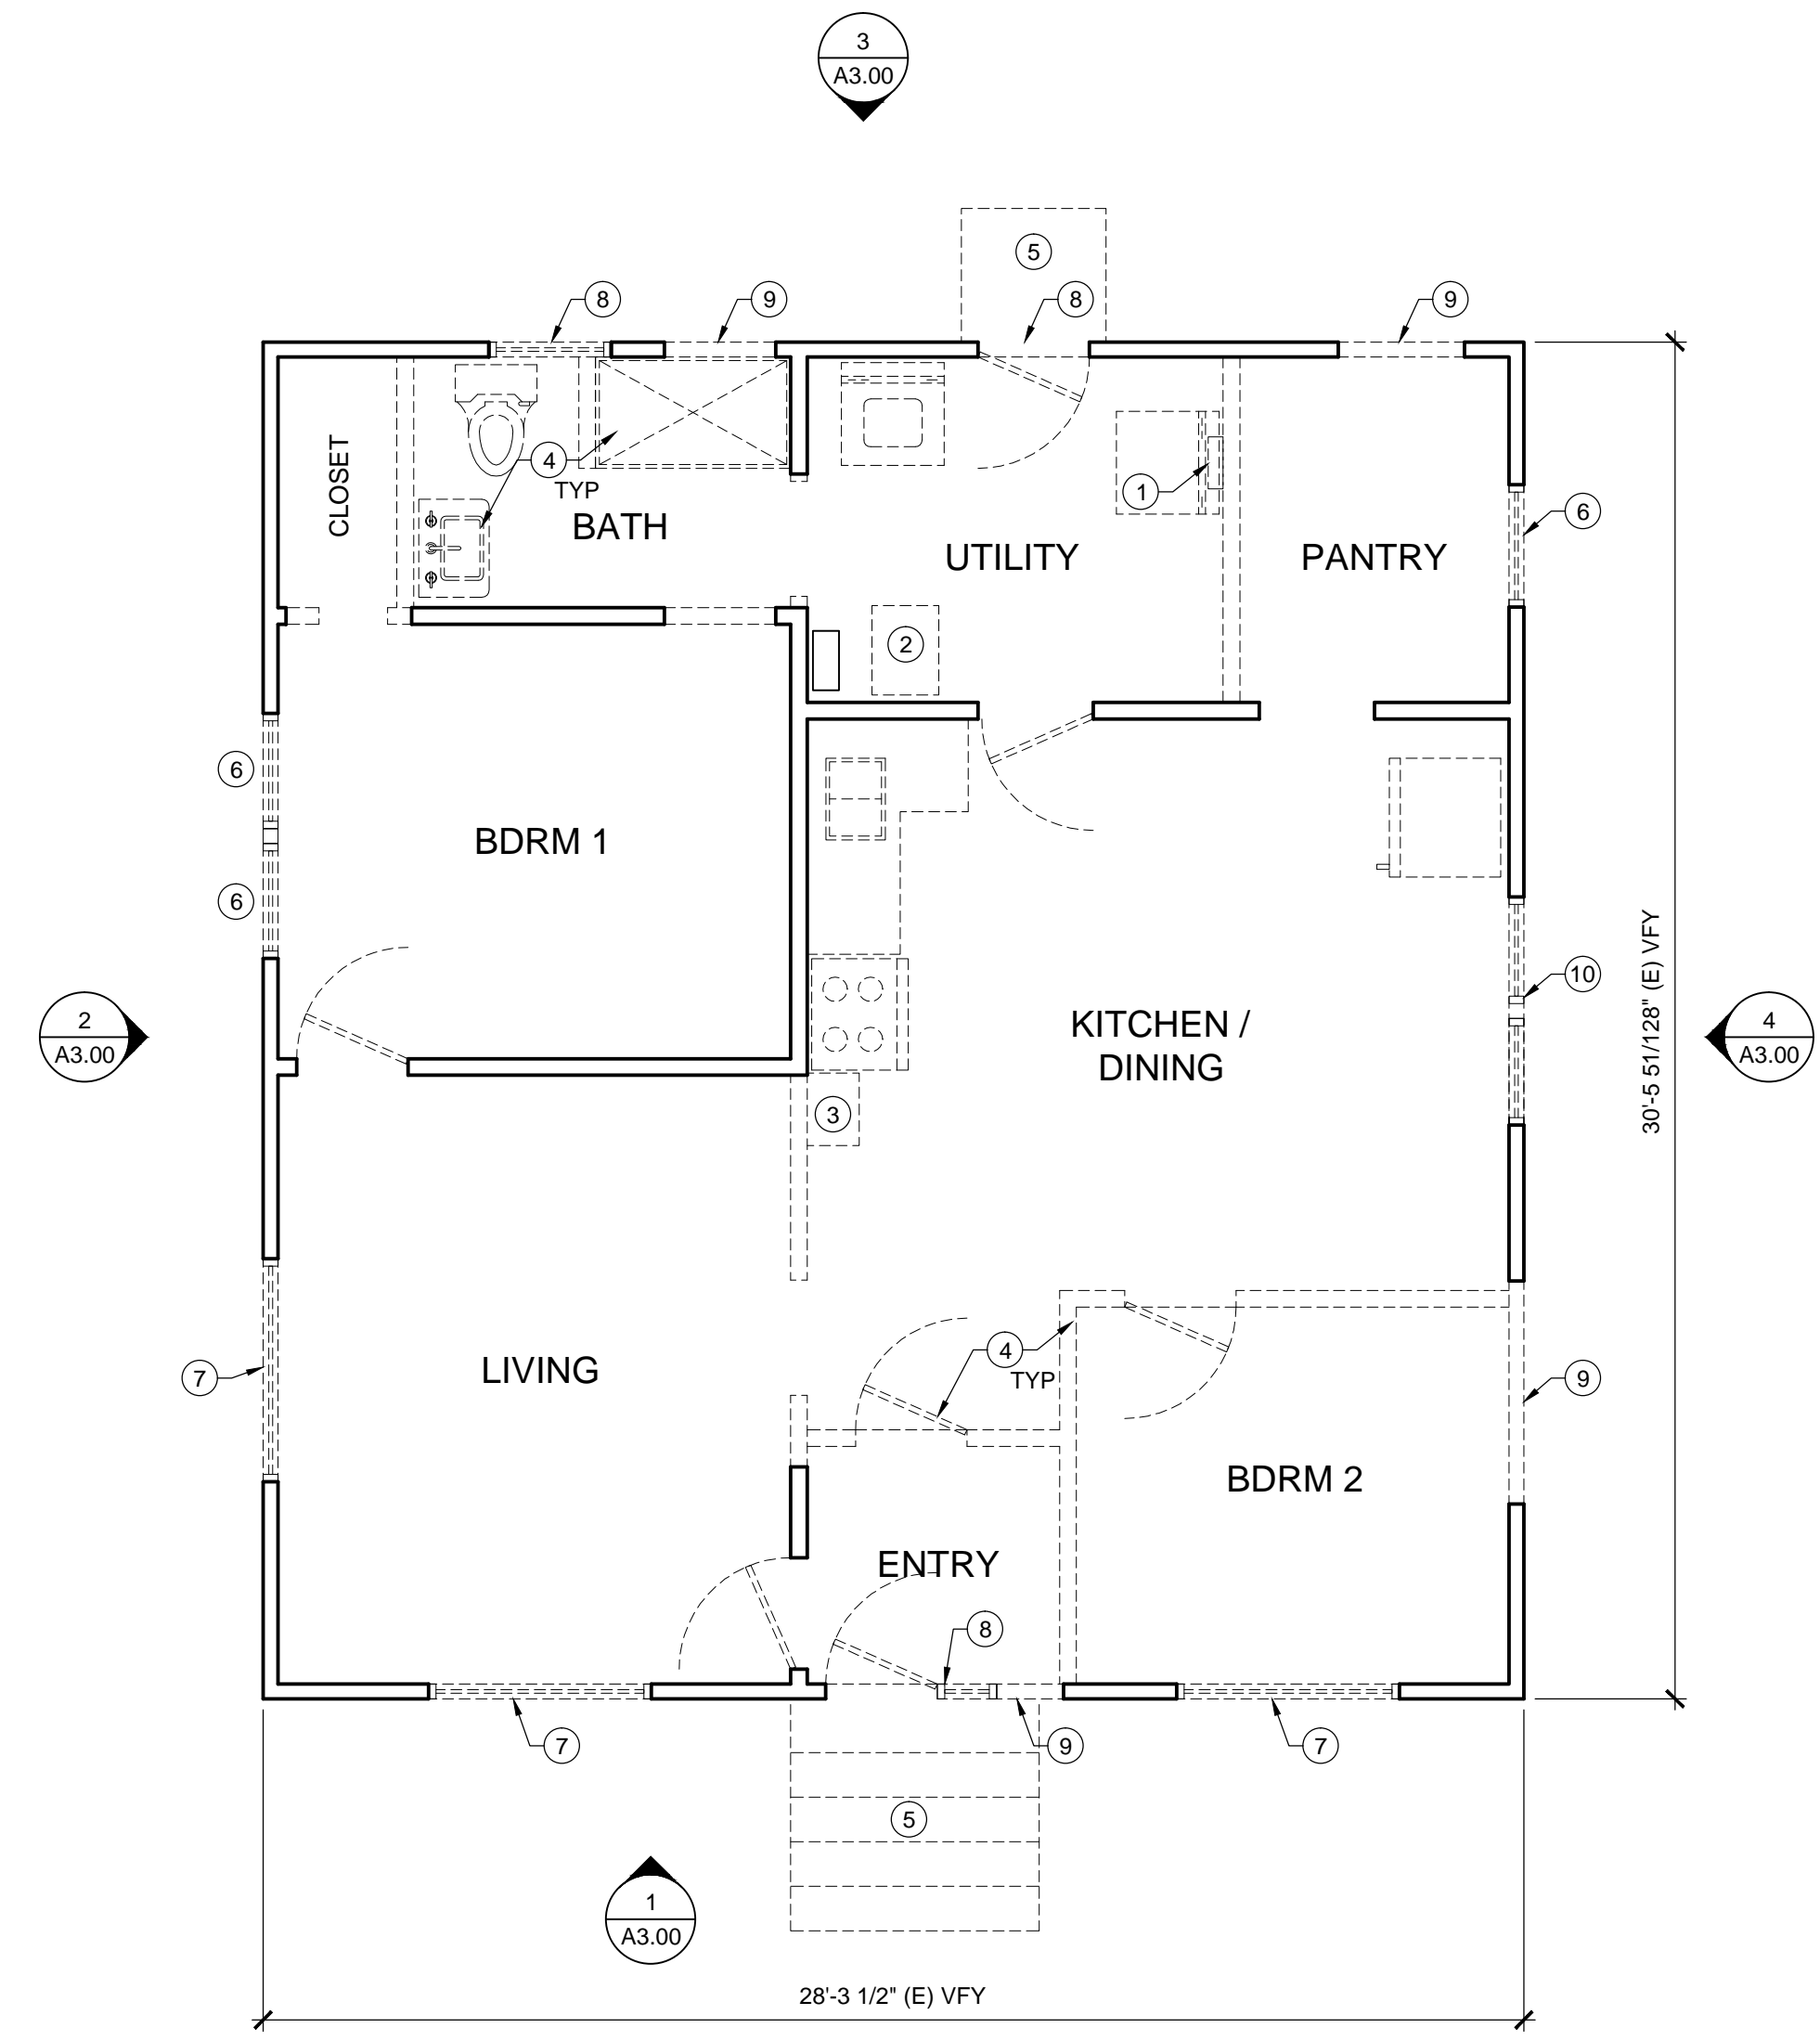 3
A3.00
5
8
9
8
9
CLOSET
4
TYP
BATH
1
6
UTILITY
PANTRY
2
6
BDRM 1
6
10
30'-5 51/128" (E) VFY
2
A3.00
KITCHEN /
DINING
4
A3.00
3
7
LIVING
4
TYP
9
BDRM 2
ENTRY
8
7
9
7
5
1
A3.00
28'-3 1/2" (E) VFY